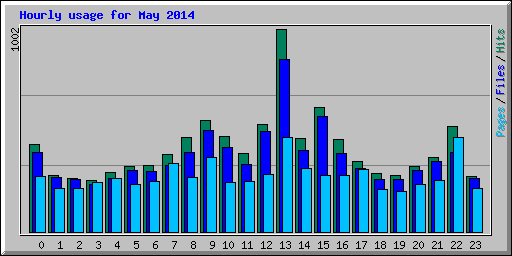 Hourly usage for May 2014
1002
Pages / Files / Hits
0 1 2 3 4 5 6 7 8 9 10 11 12 13 14 15 16 17 18 19 20 21 22 23